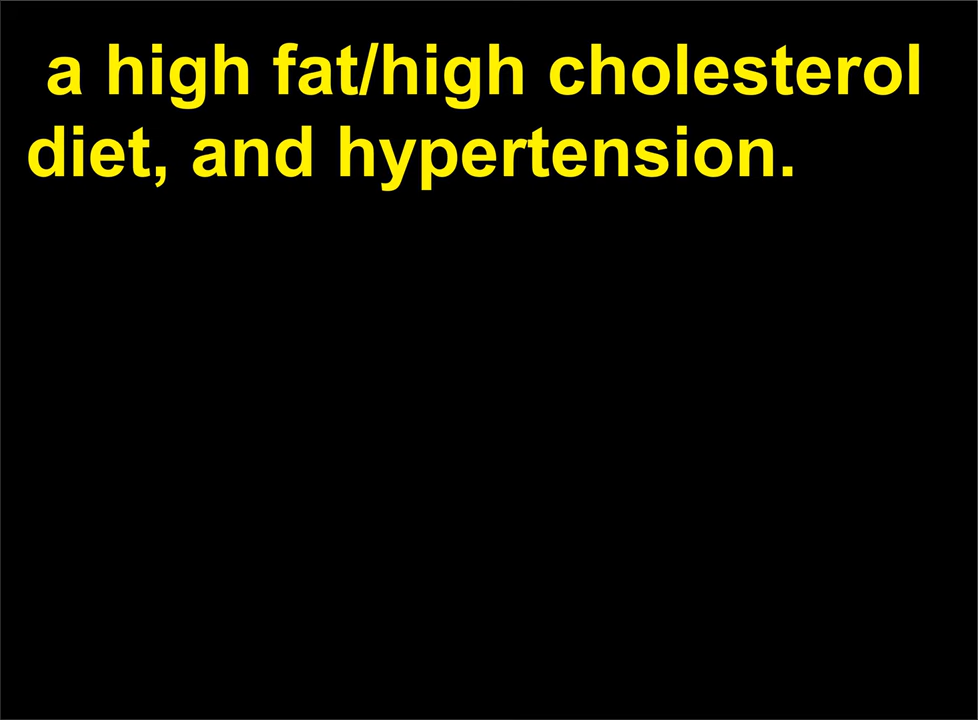 a high fat/high cholesterol
diet, and hypertension.